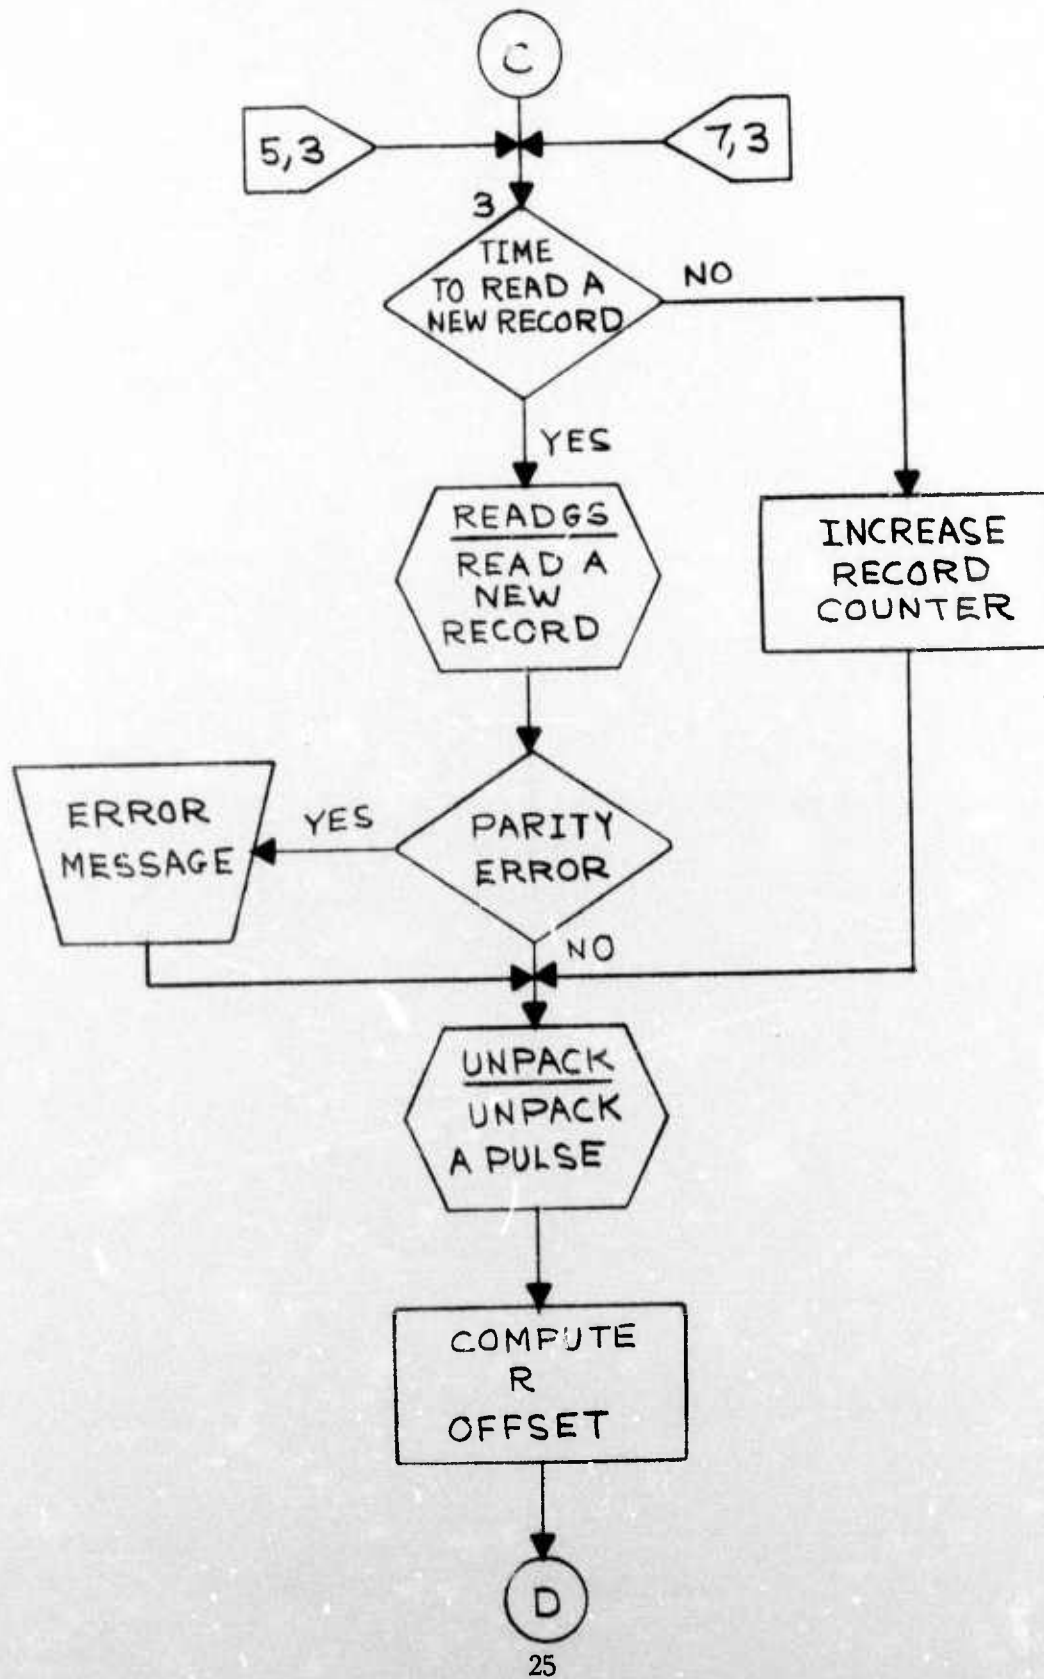 C
5,3
7,3
3
TIME
TO READ A
NEW RECORD
NO
YES
READGS
READ A
NEW
RECORD
INCREASE
RECORD
COUNTER
ERROR
MESSAGE
YES
PARITY
ERROR
NO
UNPACK
UNPACK
A PULSE
COMPUTE
R
OFFSET
D
25